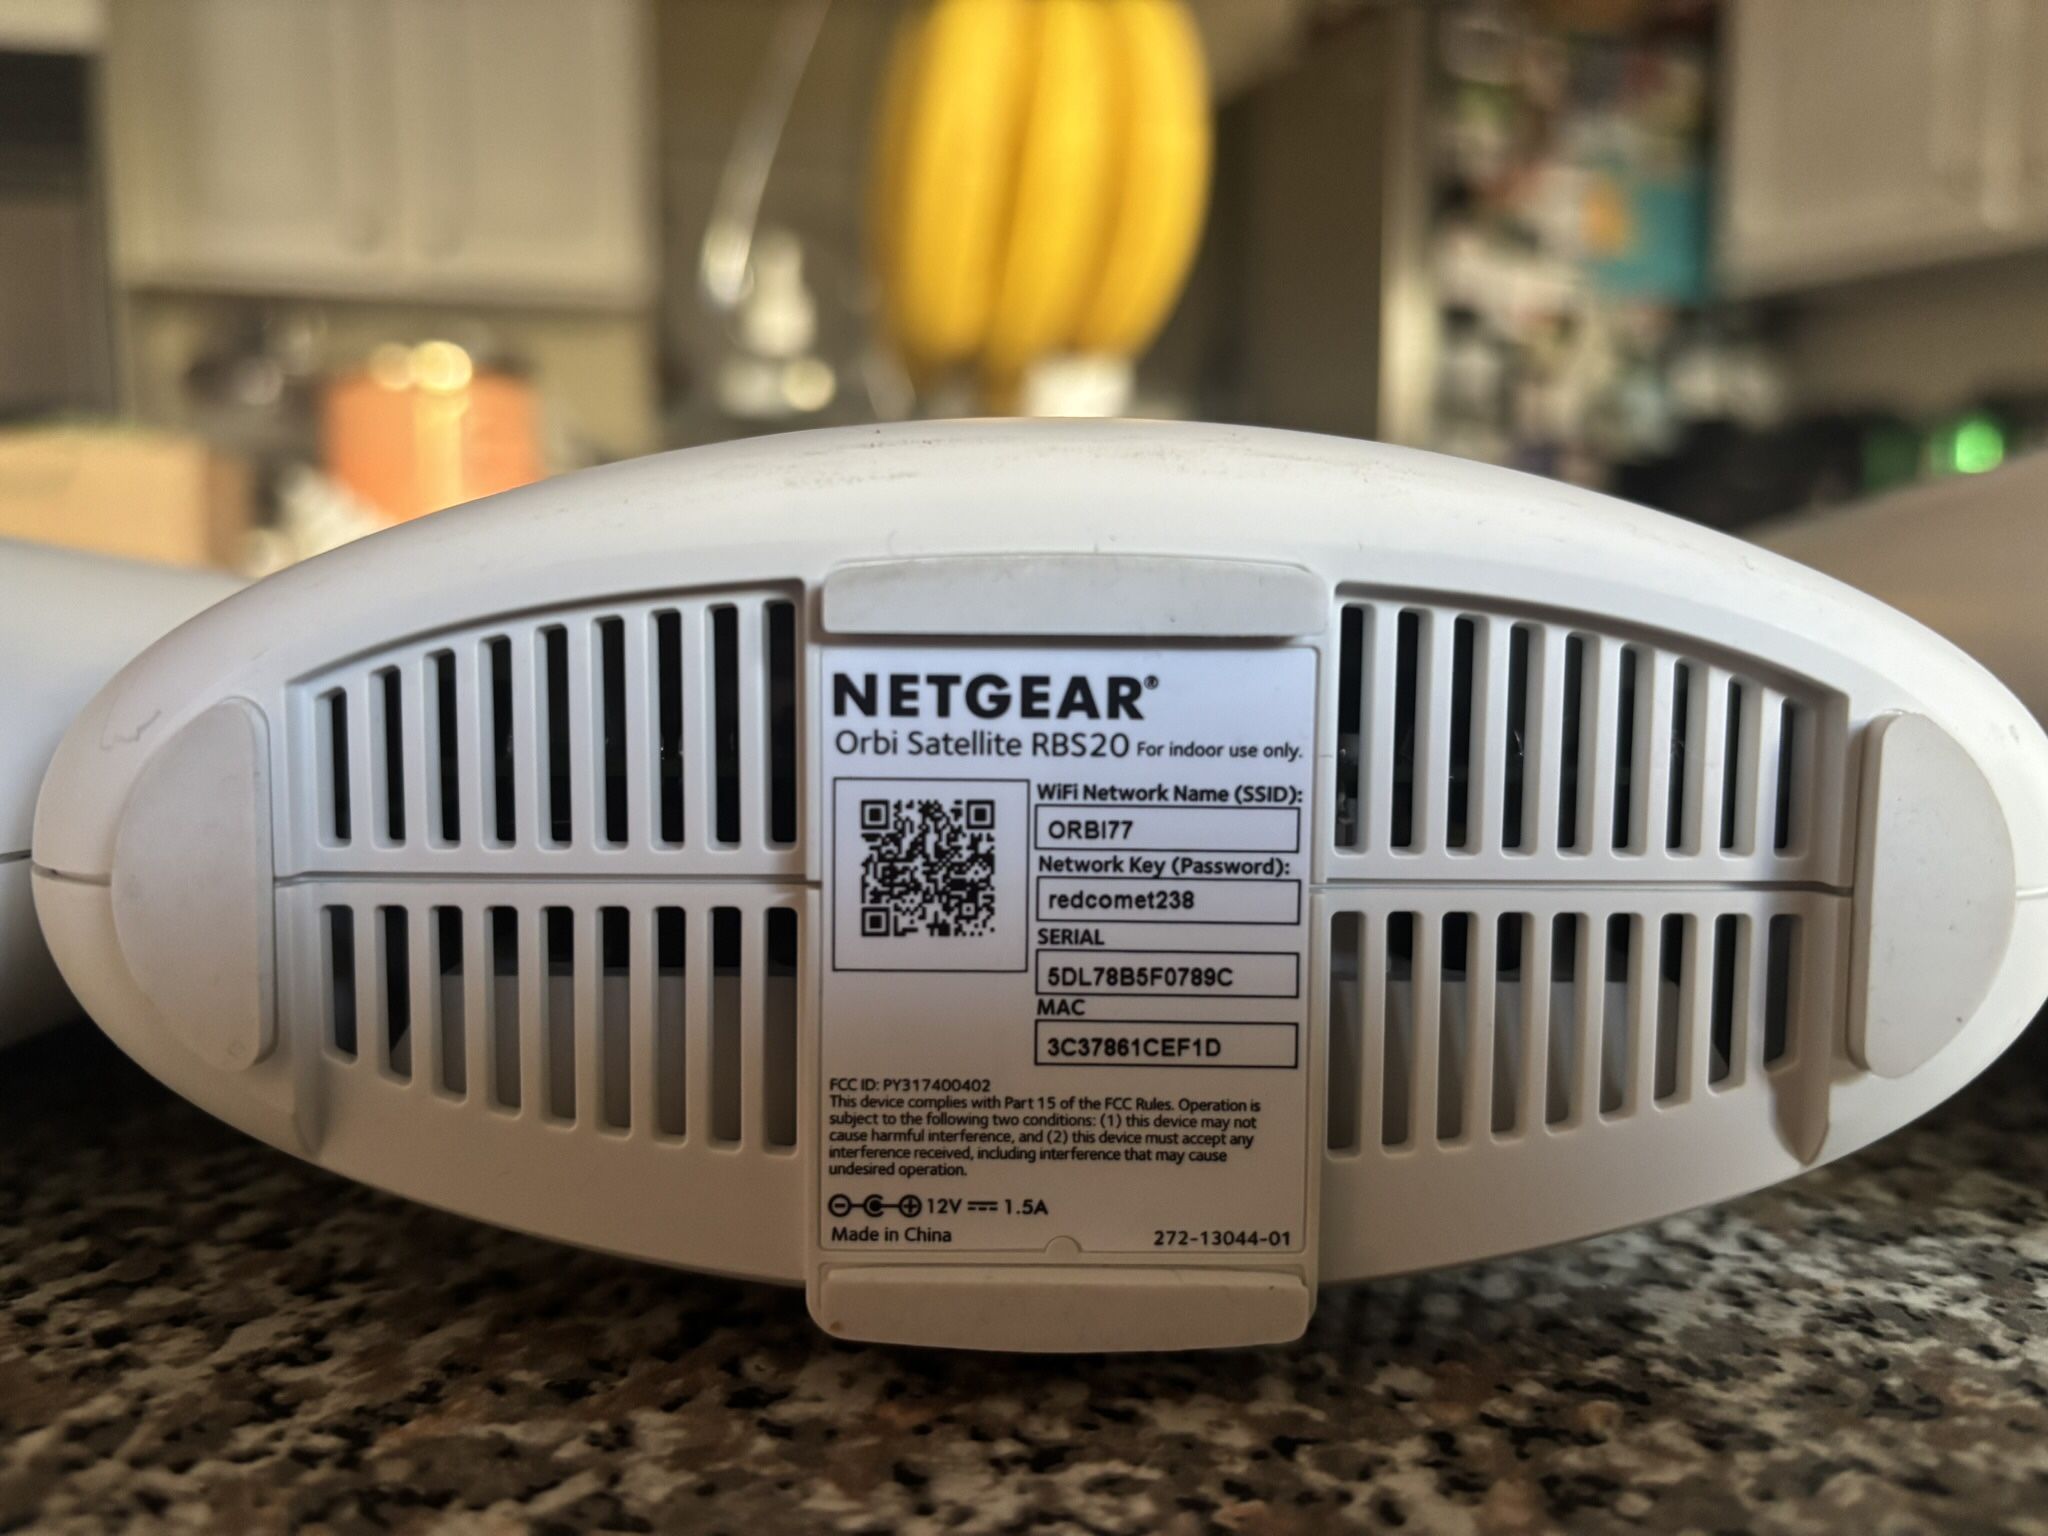 NETGEAR®
Orbi Satellite RBS20 For indoor use only.
WiFi Network Name (SSID):
ORBI77
Network Key (Password):
redcomet238
SERIAL
5DL78B5F0789C
MAC
3C37861CEF1D
FCC ID: PY317400402
This device complies with Part 15 of the FCC Rules. Operation is
subject to the following two conditions: (1) this device may not
cause harmful interference, and (2) this device must accept any
interference received, including interference that may cause
undesired operation.
12V 1.5A
Made in China
272-13044-01